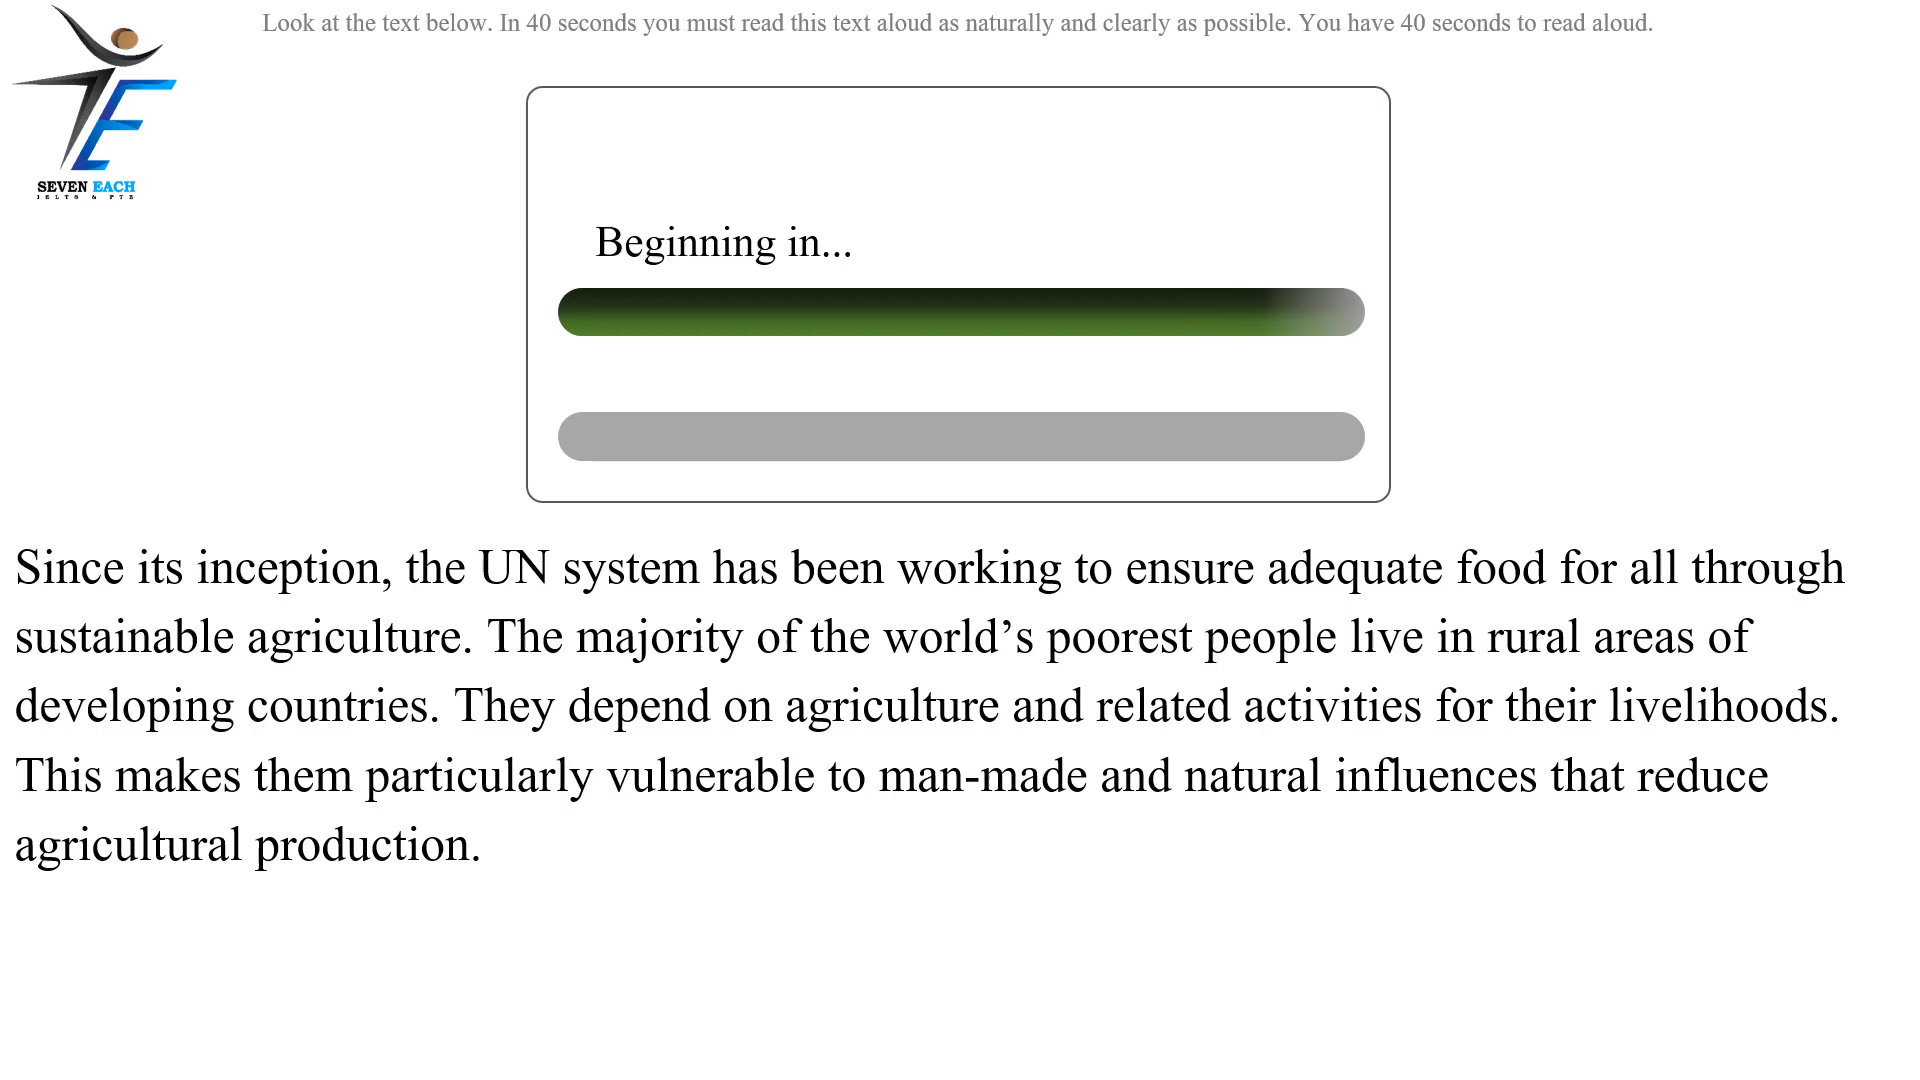 Look at the text below. In 40 seconds you must read this text aloud as naturally and clearly as possible. You have 40 seconds to read aloud.
SEVEN EACH
IELTS & PTE
Beginning in...
Since its inception, the UN system has been working to ensure adequate food for all through
sustainable agriculture. The majority of the world’s poorest people live in rural areas of
developing countries. They depend on agriculture and related activities for their livelihoods.
This makes them particularly vulnerable to man-made and natural influences that reduce
agricultural production.